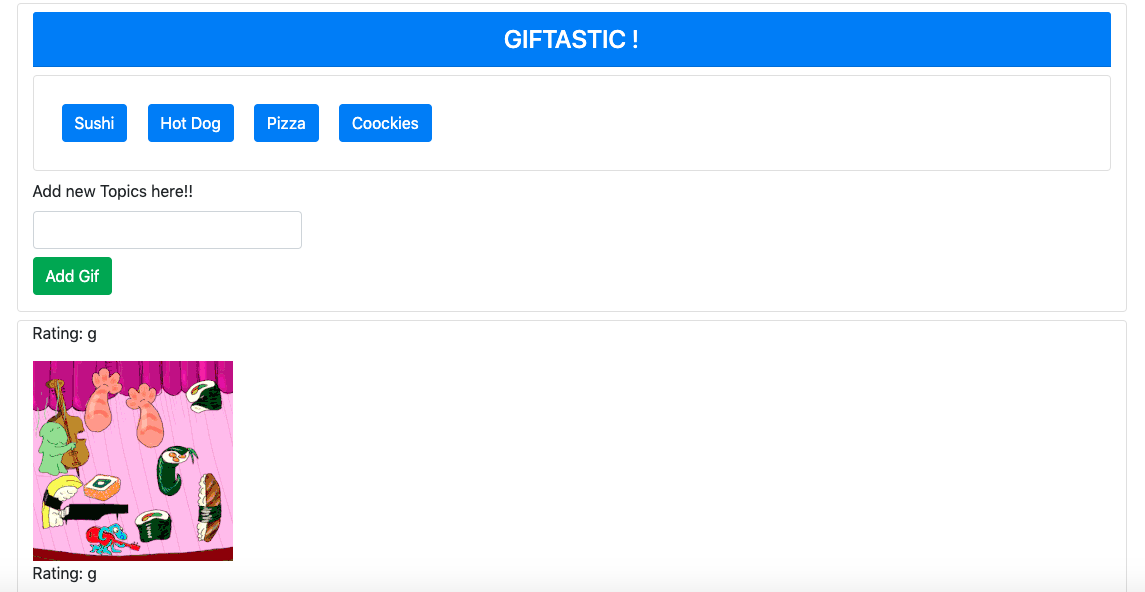 GIFTASTIC !
Sushi Hot Dog Pizza Coockies
Add new Topics here!!
Add Gif
Rating: g
Rating: g